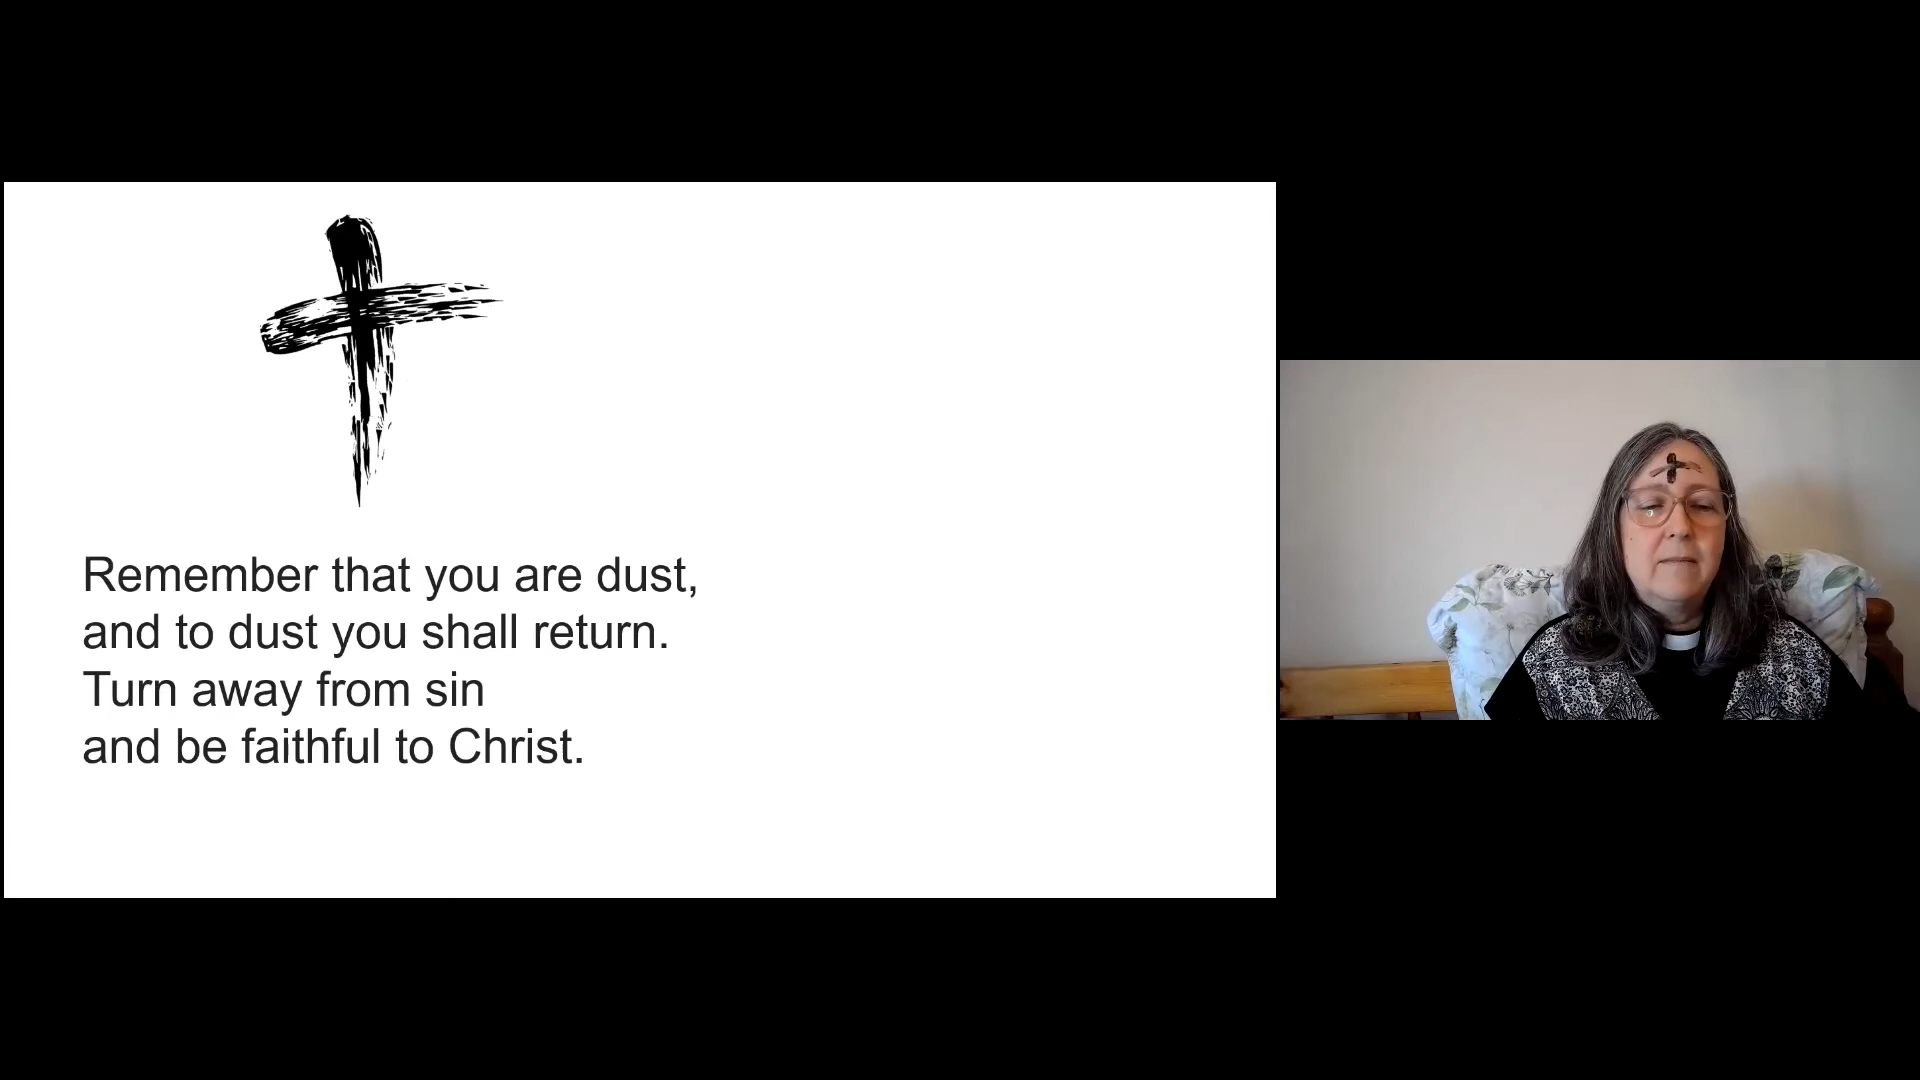 Remember that you are dust,
and to dust you shall return.
Turn away from sin
and be faithful to Christ.